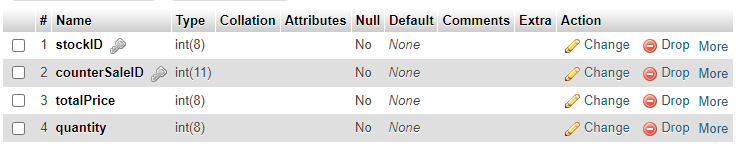 # Name Type Collation Attributes Null Default Comments Extra Action
1 stockID int(8) No None Change Drop More
2 counterSaleID int(11) No None Change Drop More
3 totalPrice int(8) No None Change Drop More
4 quantity int(8) No None Change Drop More